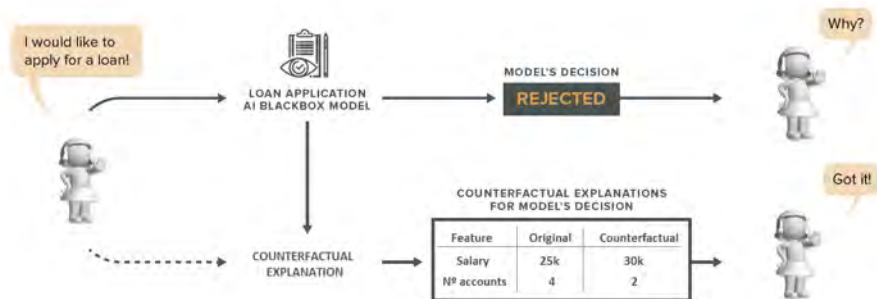 I would like to
apply for a loan!
Why?
LOAN APPLICATION
AI BLACKBOX MODEL
MODEL'S DECISION
REJECTED
Got it!
COUNTERFACTUAL EXPLANATIONS
FOR MODEL'S DECISION
COUNTERFACTUAL
EXPLANATION
Feature Original Counterfactual
Salary 25k 30k
Nº accounts 4 2